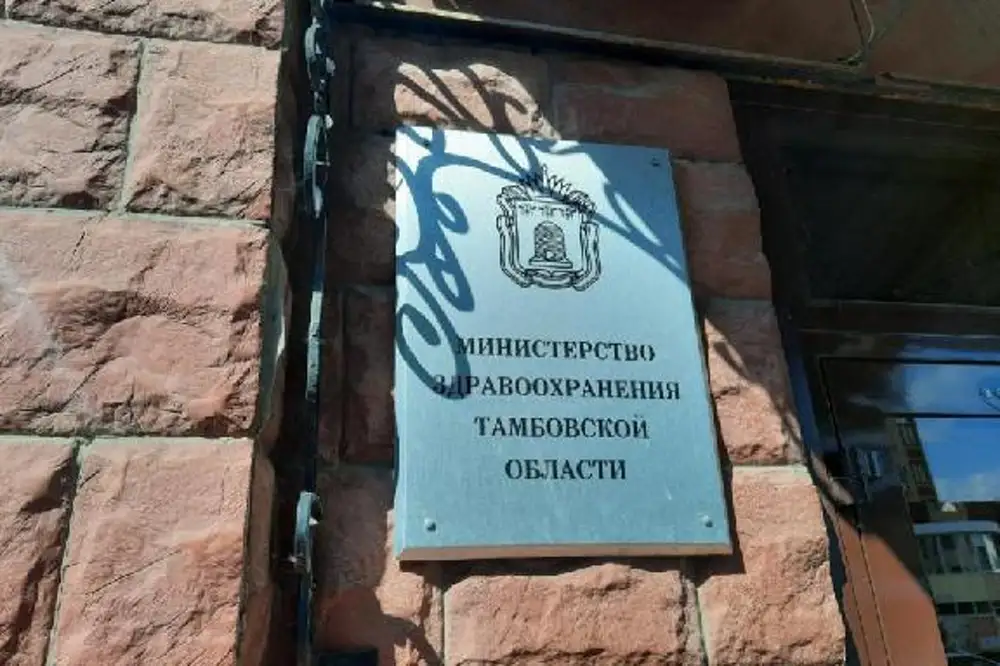 МИНИСТЕРСТВО
ЗДРАВООХРАНЕНИЯ
ТАМБОВСКОЙ
ОБЛАСТИ